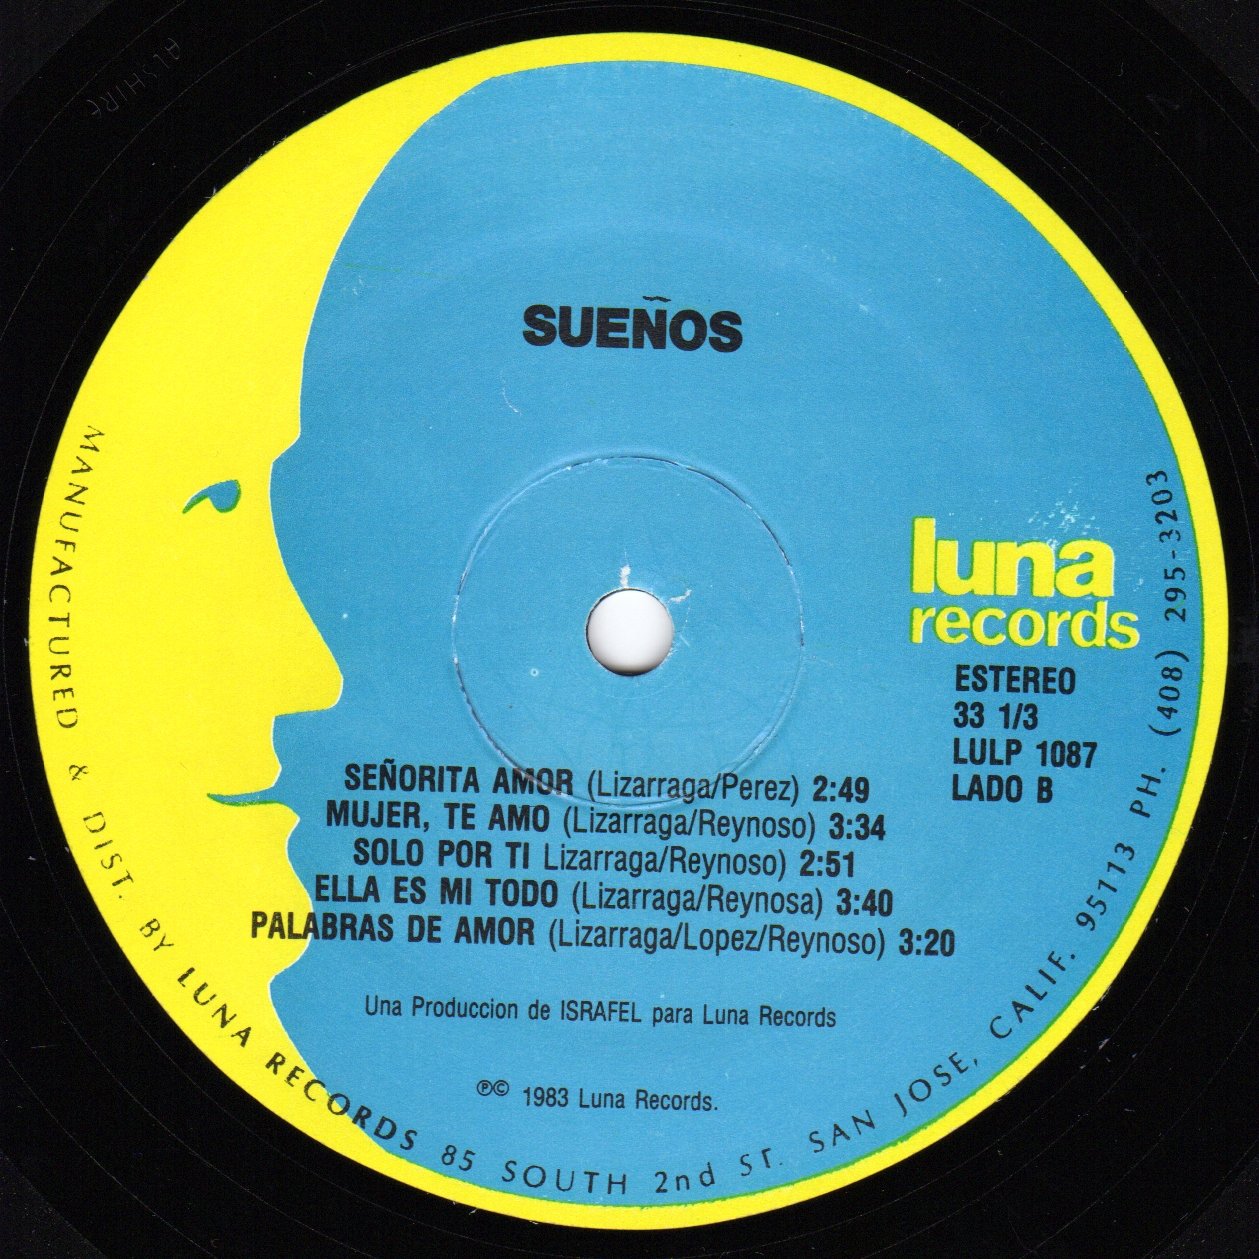 ALSHIRE
SUEÑOS
luna
records
ESTEREO
33 1/3
LULP 1087
LADO B
SEÑORITA AMOR (Lizarraga/Perez) 2:49
MUJER, TE AMO (Lizarraga/Reynoso) 3:34
SOLO POR TI Lizarraga/Reynoso) 2:51
ELLA ES MI TODO (Lizarraga/Reynosa) 3:40
PALABRAS DE AMOR (Lizarraga/Lopez/Reynoso) 3:20
Una Produccion de ISRAFEL para Luna Records
℗© 1983 Luna Records.
MANUFACTURED & DIST. BY LUNA RECORDS 85 SOUTH 2nd ST. SAN JOSE, CALIF. 95113 PH. (408) 295-3203